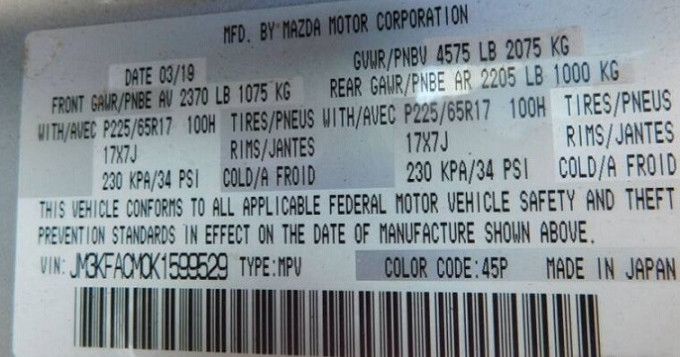 MFD. BY MAZDA MOTOR CORPORATION
DATE 03/19 GVWR/PNBV 4575 LB 2075 KG
FRONT GAWR/PNBE AV 2370 LB 1075 KG REAR GAWR/PNBE AR 2205 LB 1000 KG
WITH/AVEC P225/65R17 100H TIRES/PNEUS WITH/AVEC P225/65R17 100H TIRES/PNEUS
17X7J RIMS/JANTES 17X7J RIMS/JANTES
230 KPA/34 PSI COLD/A FROID 230 KPA/34 PSI COLD/A FROID
THIS VEHICLE CONFORMS TO ALL APPLICABLE FEDERAL MOTOR VEHICLE SAFETY AND THEFT
PREVENTION STANDARDS IN EFFECT ON THE DATE OF MANUFACTURE SHOWN ABOVE.
VIN: JM3KFACM0K1599529 TYPE:MPV COLOR CODE:45P MADE IN JAPAN